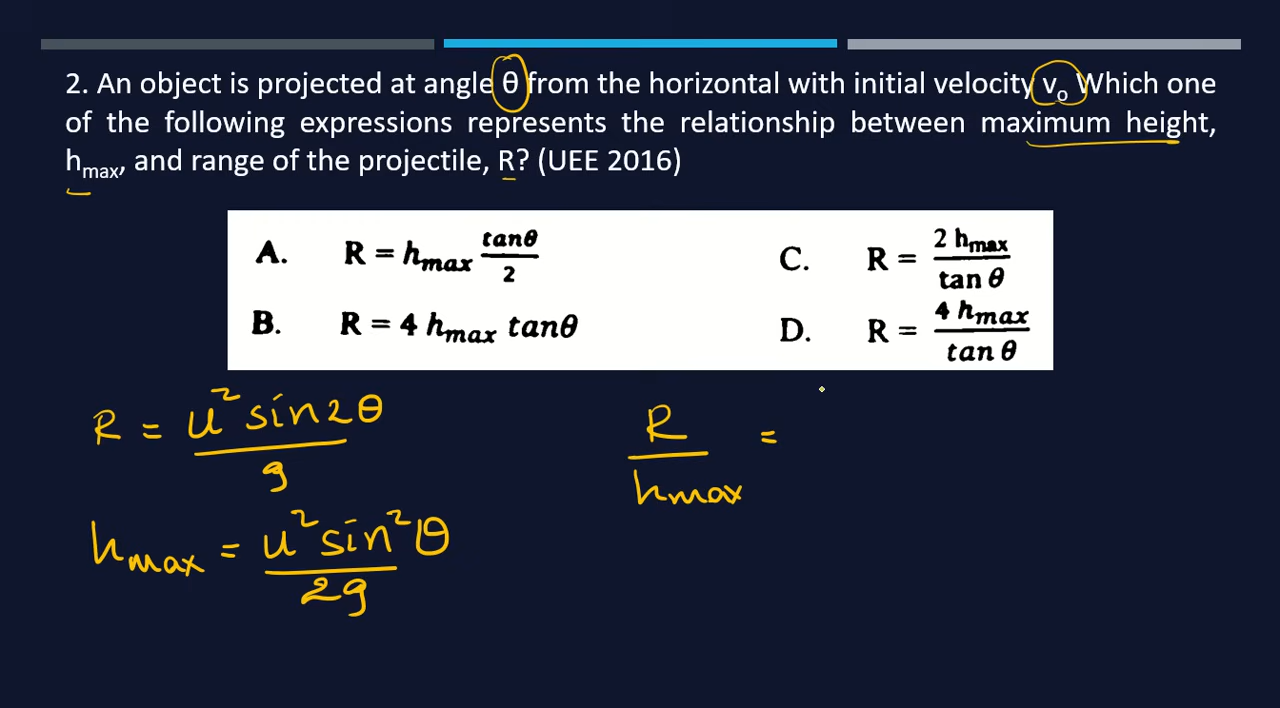 2. An object is projected at angle θ from the horizontal with initial velocity v₀ Which one
of the following expressions represents the relationship between maximum height,
hₘₐₓ, and range of the projectile, R? (UEE 2016)
A. R = hₘₐₓ tanθ/2
B. R = 4 hₘₐₓ tanθ
C. R = 2 hₘₐₓ/tan θ
D. R = 4 hₘₐₓ/tan θ
R = u² sin2θ/g
hmax = u² sin²θ/2g
R/hmax =